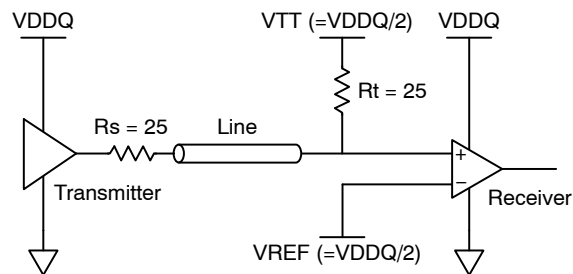 VDDQ
VTT (=VDDQ/2)
VDDQ
Rt = 25
Rs = 25
Line
+
−
Transmitter
Receiver
VREF (=VDDQ/2)